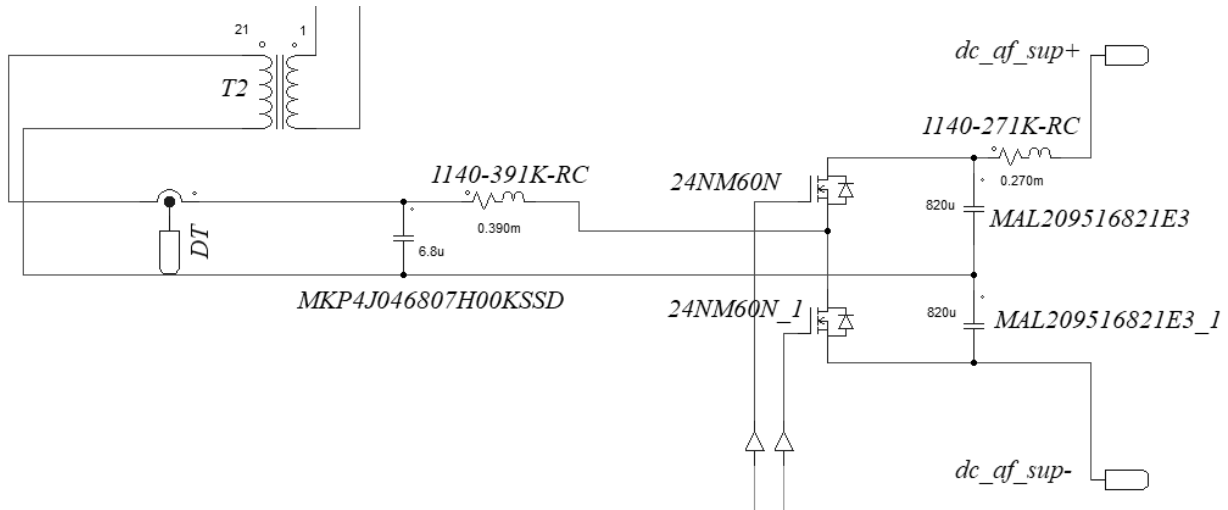 21
1
T2
dc_af_sup+
1140-271K-RC
0.270m
1140-391K-RC
0.390m
24NM60N
820u
MAL209516821E3
DT
6.8u
MKP4J046807H00KSSD
24NM60N_1
820u
MAL209516821E3_1
dc_af_sup-